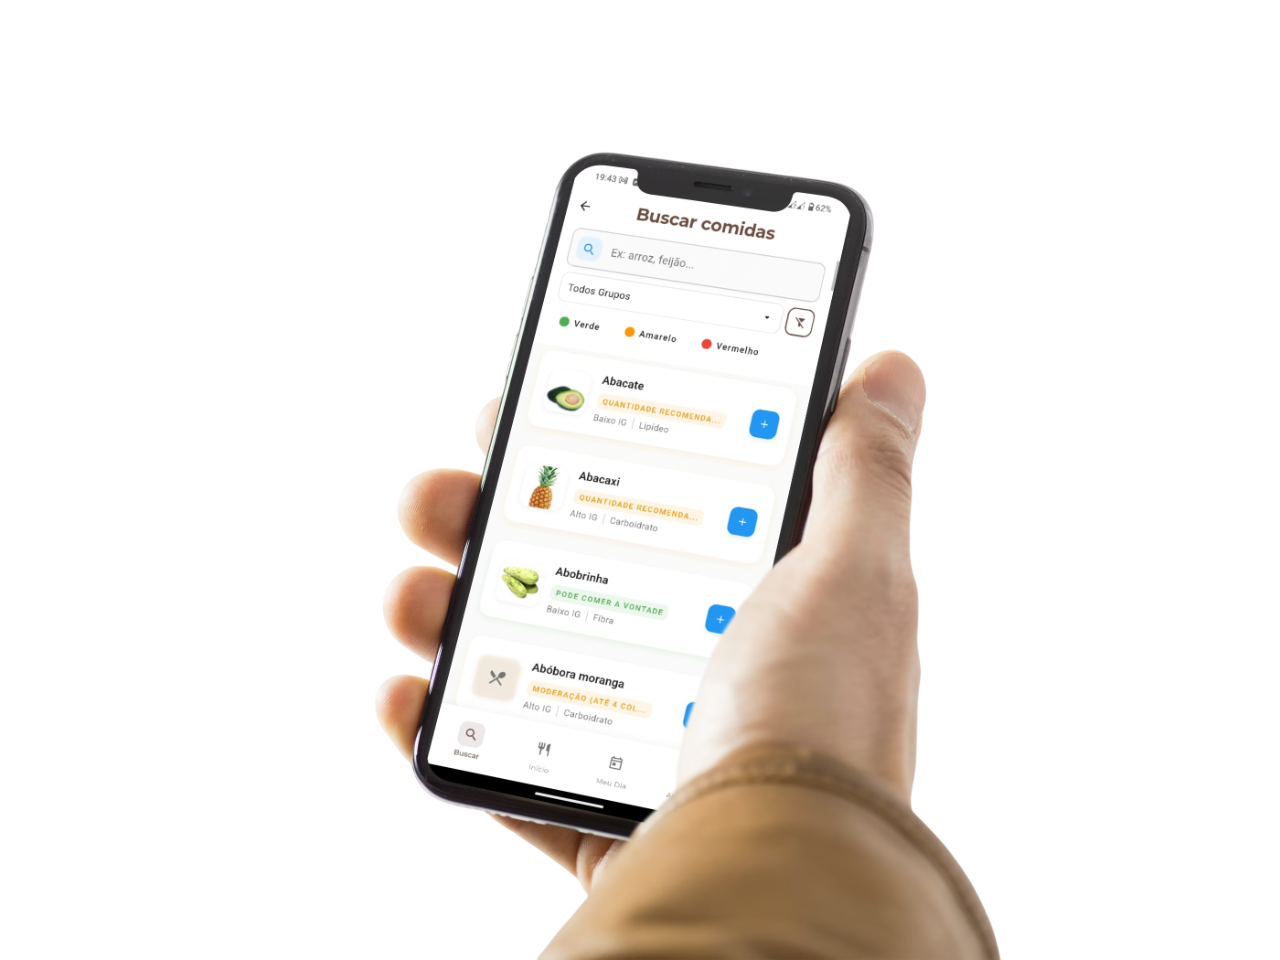 19:43
62%
Buscar comidas
Ex: arroz, feijão...
Todos Grupos
Verde
Amarelo
Vermelho
Abacate
QUANTIDADE RECOMENDA...
Baixo IG | Lipídeo
Abacaxi
QUANTIDADE RECOMENDA...
Alto IG | Carboidrato
Abobrinha
PODE COMER A VONTADE
Baixo IG | Fibra
Abóbora moranga
MODERAÇÃO (ATÉ 4 COL...
Alto IG | Carboidrato
Buscar
Início
Meu Dia